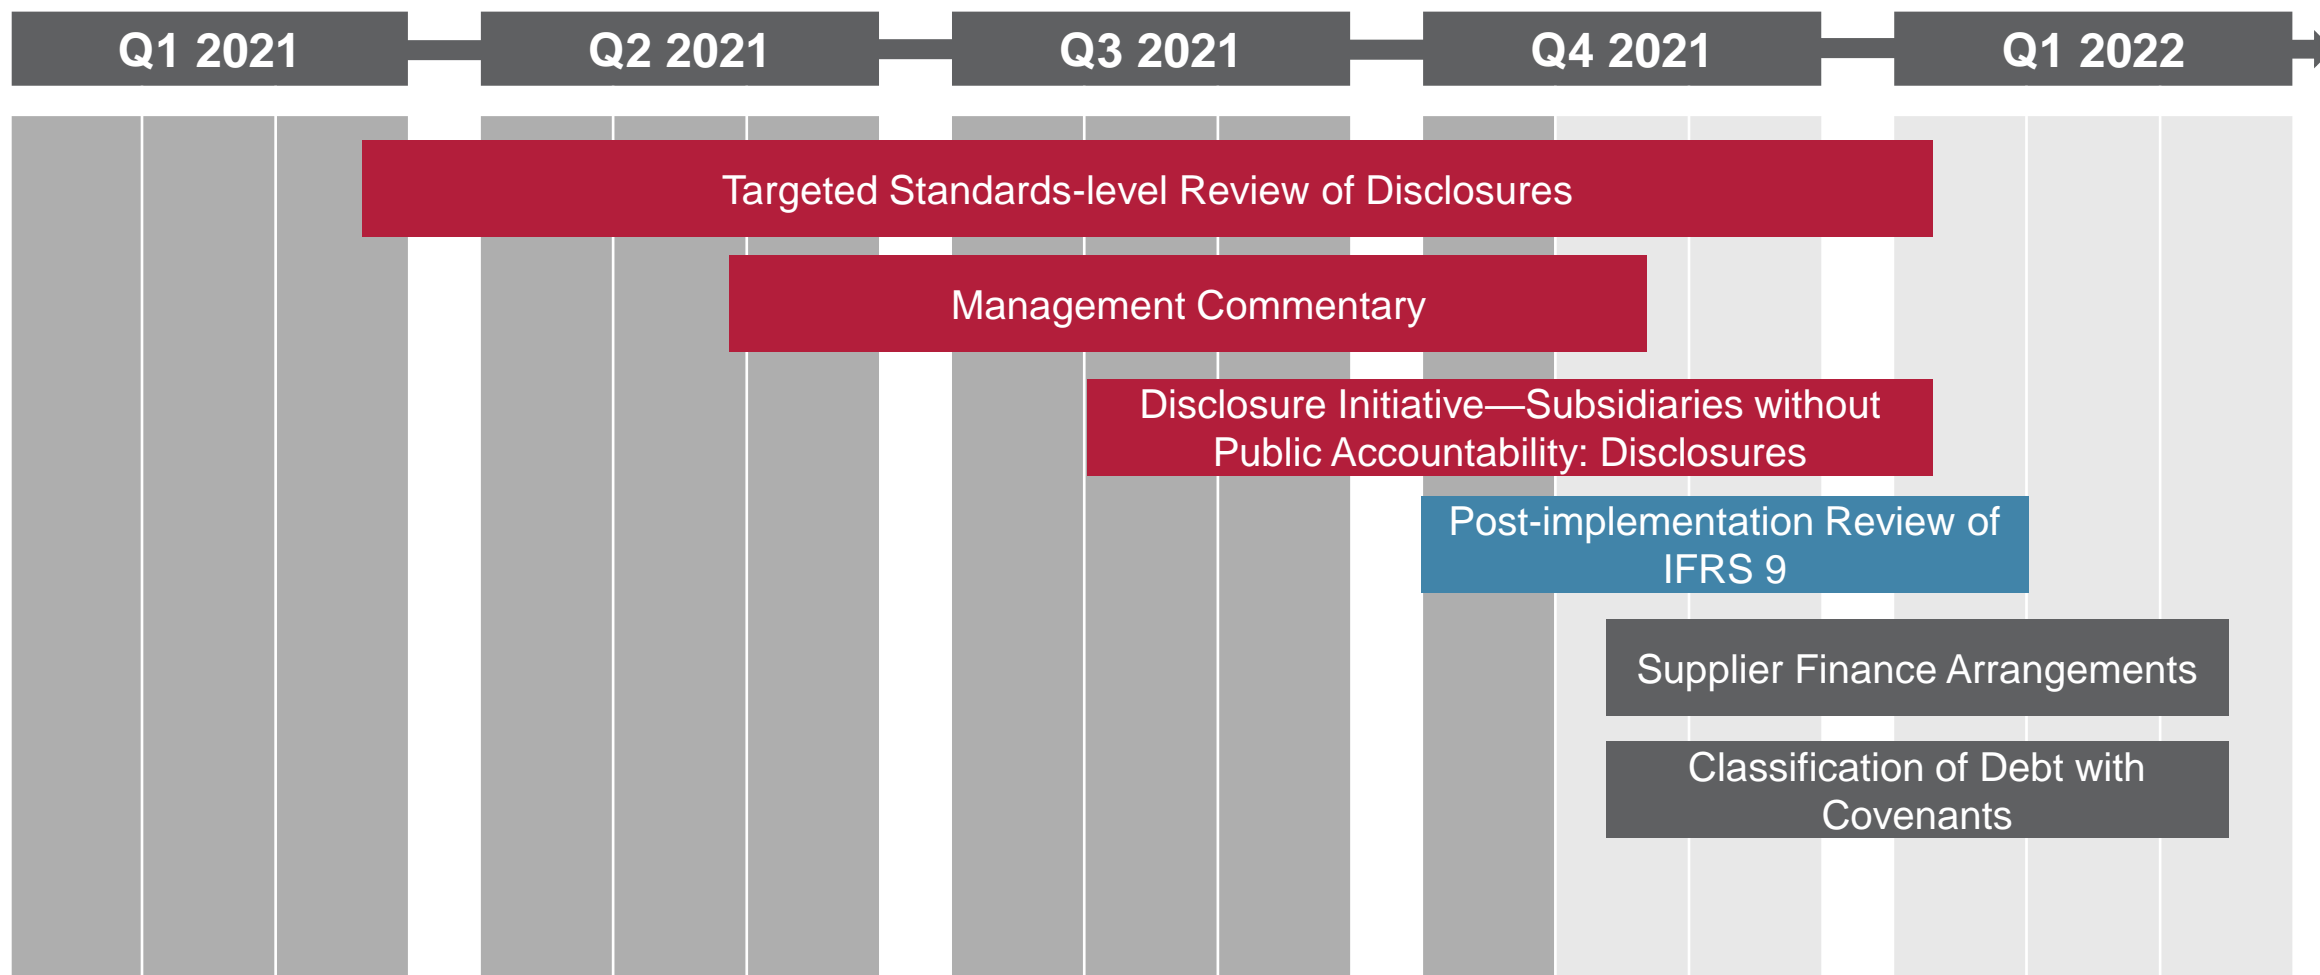 Q1 2021
Q2 2021
Q3 2021
Q4 2021
Q1 2022
Targeted Standards-level Review of Disclosures
Management Commentary
Disclosure Initiative—Subsidiaries without
Public Accountability: Disclosures
Post-implementation Review of
IFRS 9
Supplier Finance Arrangements
Classification of Debt with
Covenants